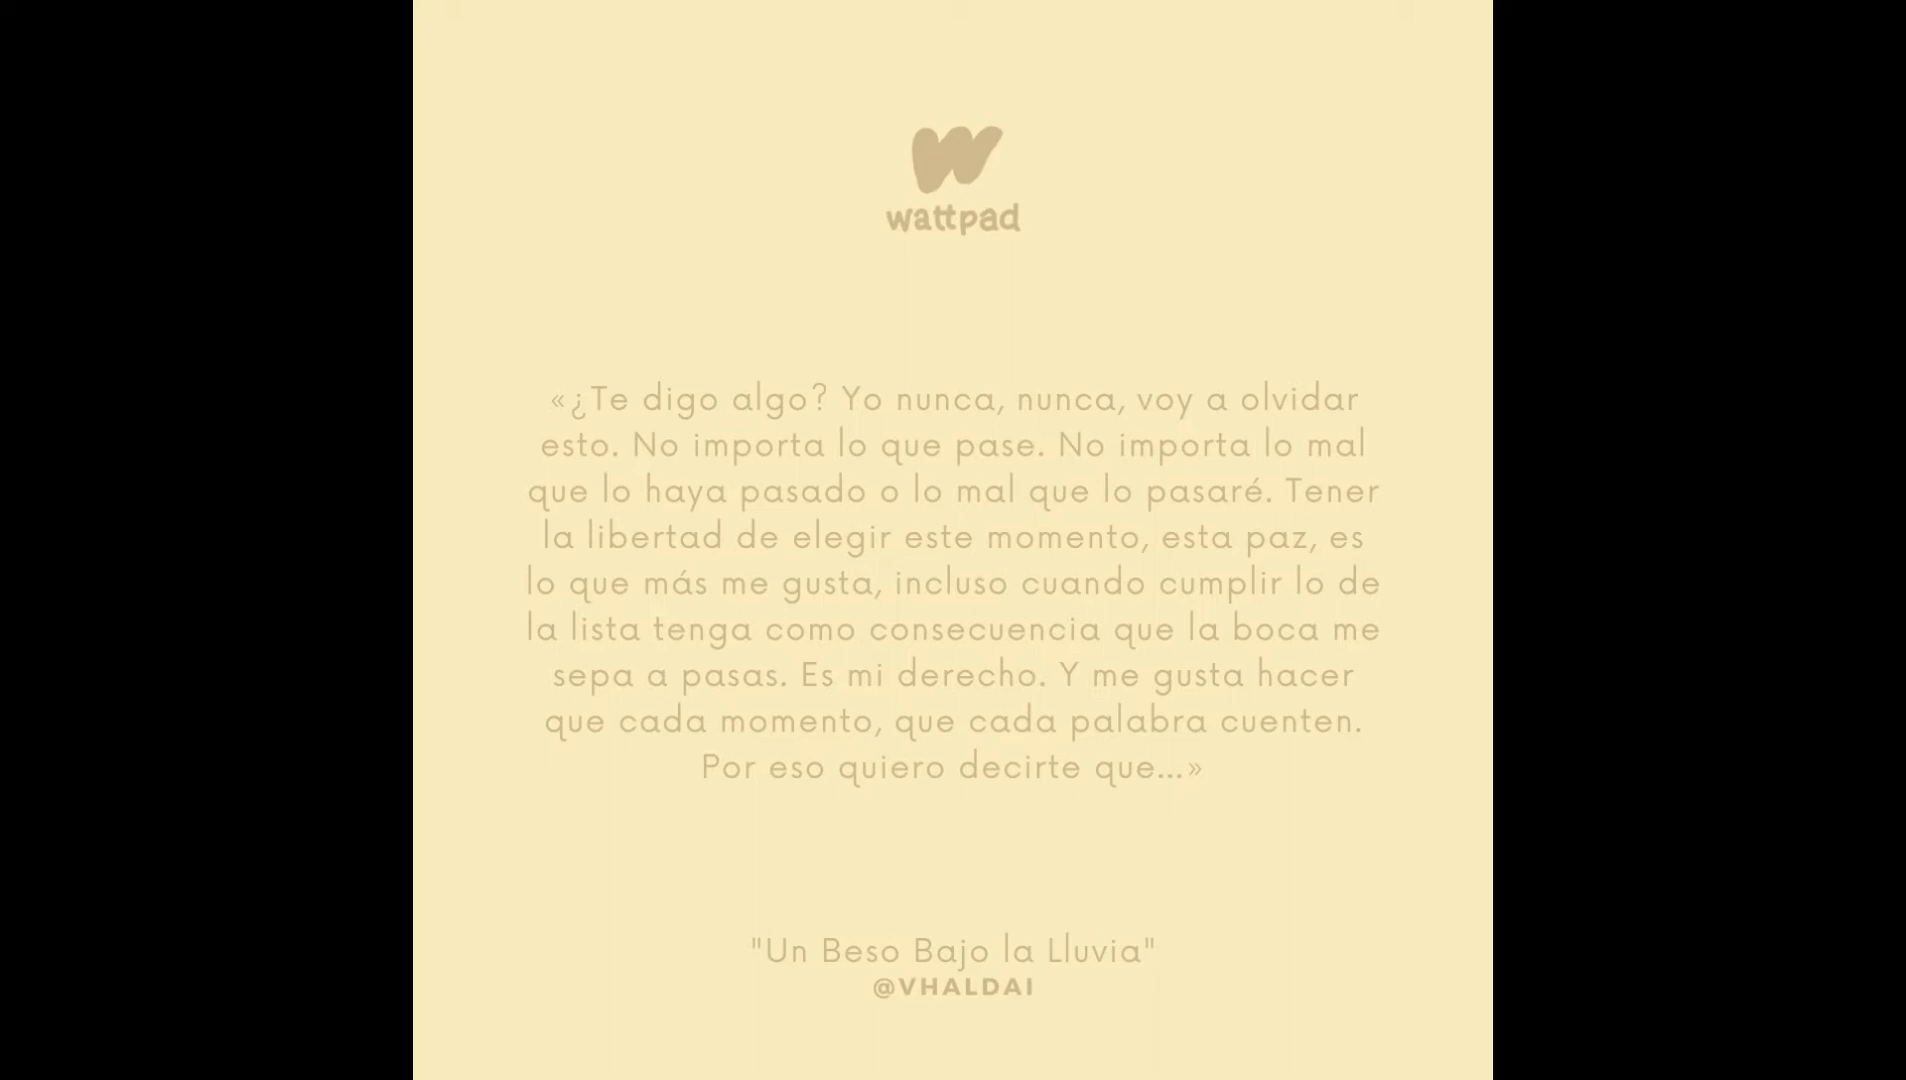 wattpad
«¿Te digo algo? Yo nunca, nunca, voy a olvidar
esto. No importa lo que pase. No importa lo mal
que lo haya pasado o lo mal que lo pasaré. Tener
la libertad de elegir este momento, esta paz, es
lo que más me gusta, incluso cuando cumplir lo de
la lista tenga como consecuencia que la boca me
sepa a pasas. Es mi derecho. Y me gusta hacer
que cada momento, que cada palabra cuenten.
Por eso quiero decirte que...»
"Un Beso Bajo la Lluvia"
@VHALDAI